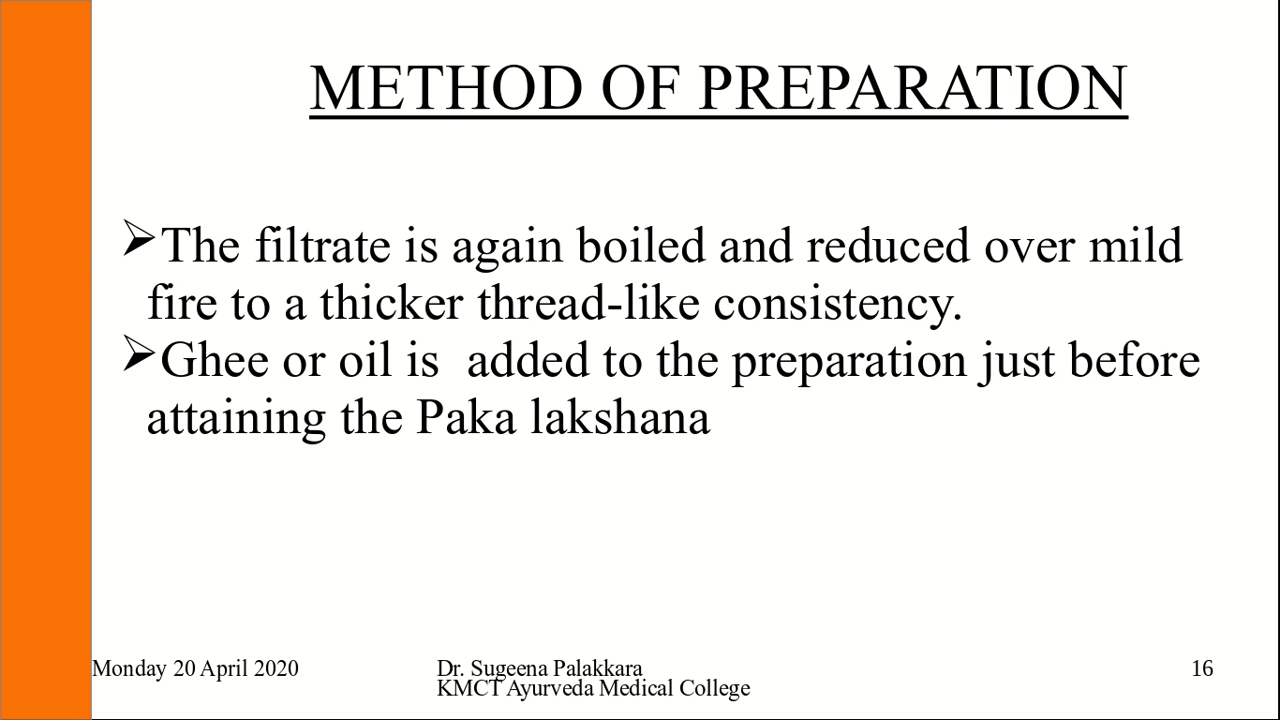 METHOD OF PREPARATION
➢The filtrate is again boiled and reduced over mild
fire to a thicker thread-like consistency.
➢Ghee or oil is  added to the preparation just before
attaining the Paka lakshana
Monday 20 April 2020
Dr. Sugeena Palakkara
KMCT Ayurveda Medical College
16